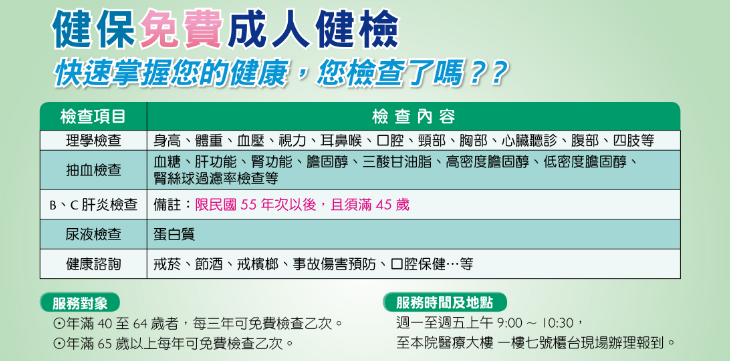 健保免費成人健檢
快速掌握您的健康，您檢查了嗎？？
檢查項目 檢查內容
理學檢查 身高、體重、血壓、視力、耳鼻喉、口腔、頸部、胸部、心臟聽診、腹部、四肢等
抽血檢查 血糖、肝功能、腎功能、膽固醇、三酸甘油脂、高密度膽固醇、低密度膽固醇、
腎絲球過濾率檢查等
B、C肝炎檢查 備註：限民國 55 年次以後，且須滿 45 歲
尿液檢查 蛋白質
健康諮詢 戒菸、節酒、戒檳榔、事故傷害預防、口腔保健…等
服務對象
⊙年滿 40 至 64 歲者，每三年可免費檢查乙次。
⊙年滿 65 歲以上每年可免費檢查乙次。
服務時間及地點
週一至週五上午 9:00 ~ 10:30，
至本院醫療大樓 一樓七號櫃台現場辦理報到。